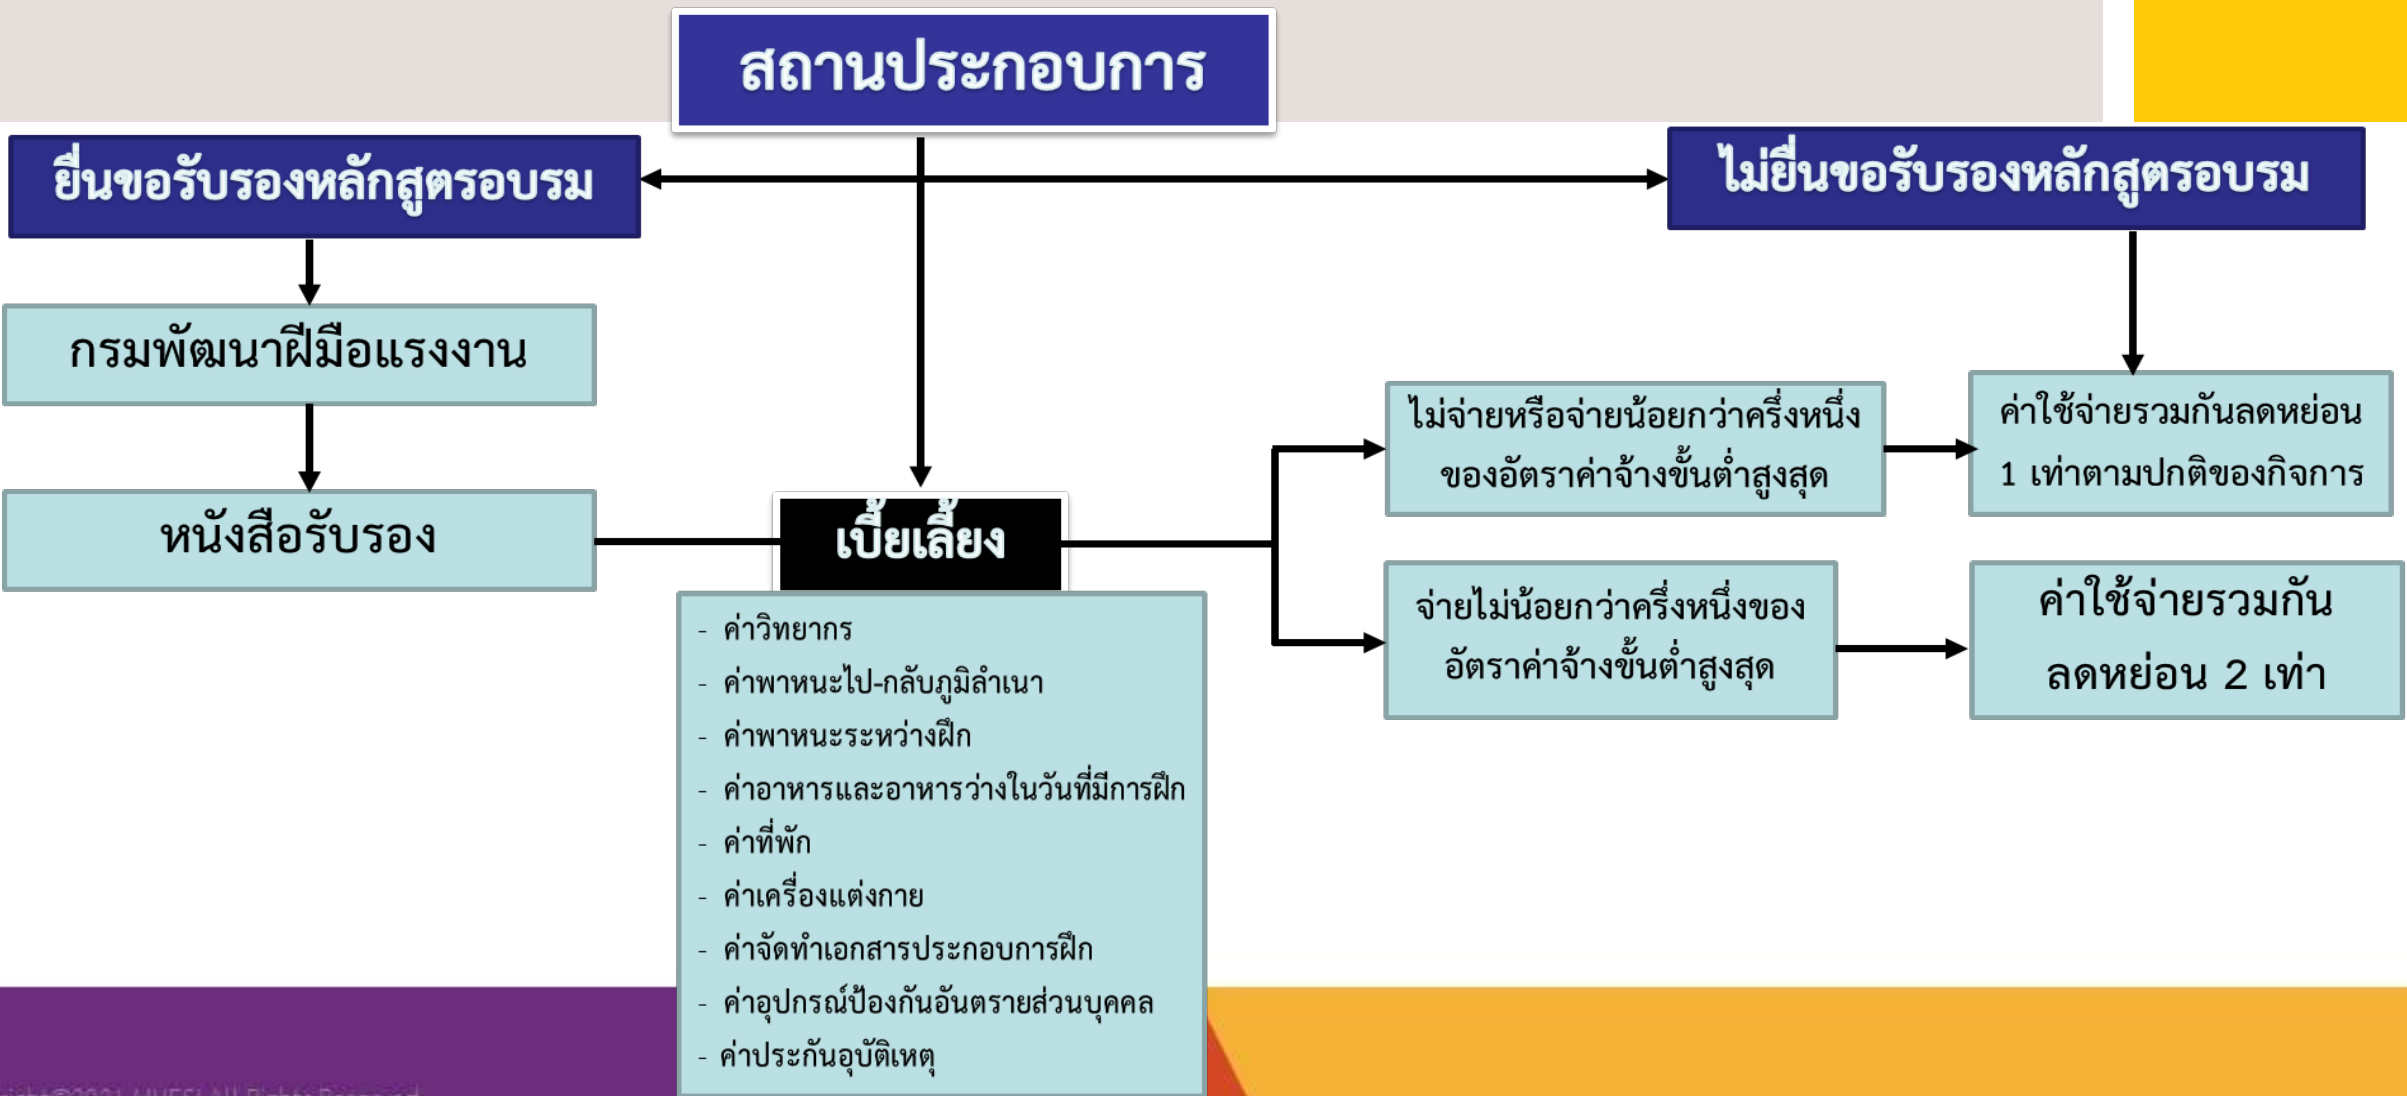 สถานประกอบการ
ยื่นขอรับรองหลักสูตรอบรม
ไม่ยื่นขอรับรองหลักสูตรอบรม
กรมพัฒนาฝีมือแรงงาน
หนังสือรับรอง
เบี้ยเลี้ยง
- ค่าวิทยากร
- ค่าพาหนะไป-กลับภูมิลำเนา
- ค่าพาหนะระหว่างฝึก
- ค่าอาหารและอาหารว่างในวันที่มีการฝึก
- ค่าที่พัก
- ค่าเครื่องแต่งกาย
- ค่าจัดทำเอกสารประกอบการฝึก
- ค่าอุปกรณ์ป้องกันอันตรายส่วนบุคคล
- ค่าประกันอุบัติเหตุ
ไม่จ่ายหรือจ่ายน้อยกว่าครึ่งหนึ่ง
ของอัตราค่าจ้างขั้นต่ำสูงสุด
ค่าใช้จ่ายรวมกันลดหย่อน
1 เท่าตามปกติของกิจการ
จ่ายไม่น้อยกว่าครึ่งหนึ่งของ
อัตราค่าจ้างขั้นต่ำสูงสุด
ค่าใช้จ่ายรวมกัน
ลดหย่อน 2 เท่า